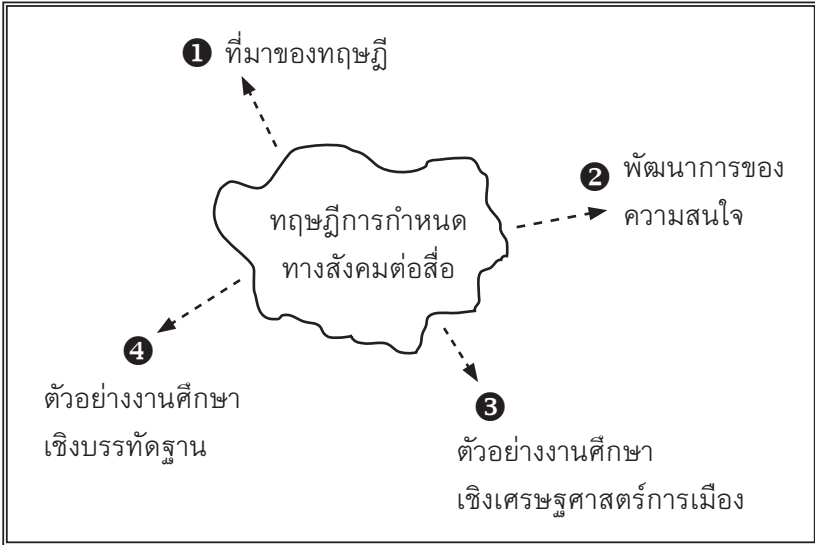 ❶ ที่มาของทฤษฎี
❷ พัฒนาการของ
ความสนใจ
ทฤษฎีการกำหนด
ทางสังคมต่อสื่อ
❹
ตัวอย่างงานศึกษา
เชิงบรรทัดฐาน
❸
ตัวอย่างงานศึกษา
เชิงเศรษฐศาสตร์การเมือง